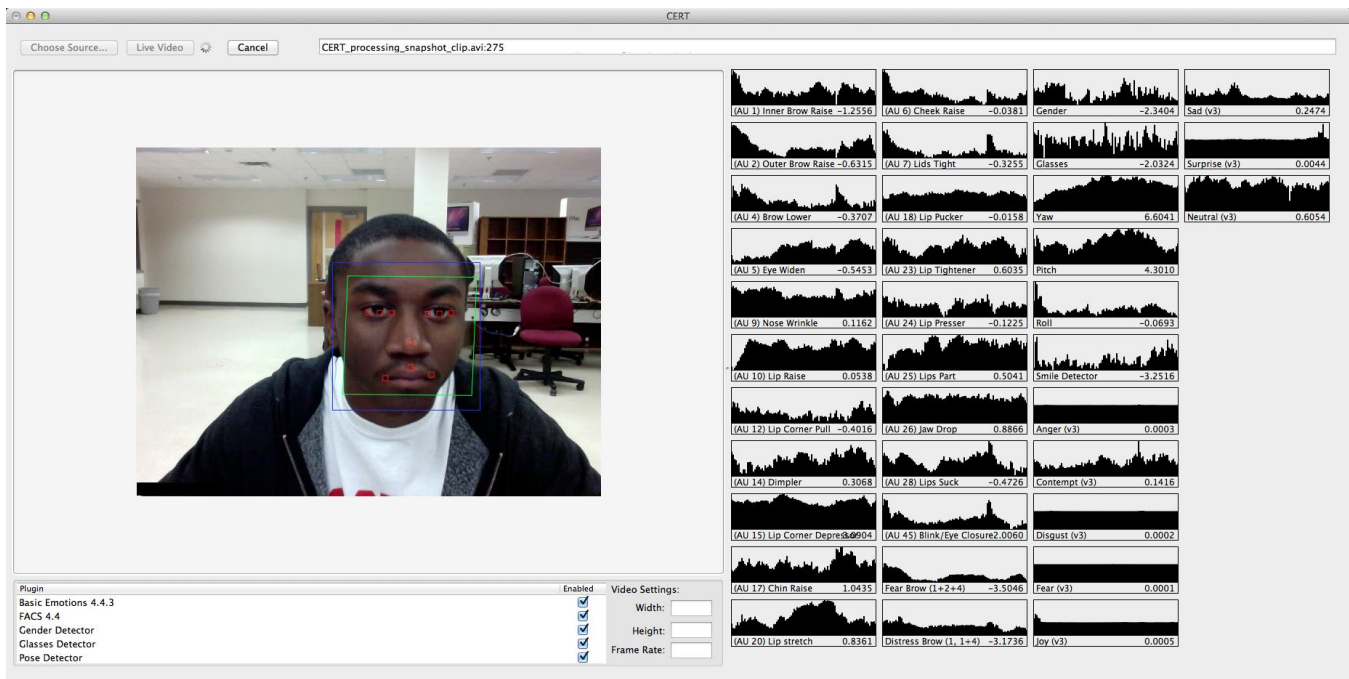 CERT
Choose Source... Live Video Cancel CERT_processing_snapshot_clip.avi:275
(AU 1) Inner Brow Raise -1.2556 (AU 6) Cheek Raise -0.0381 Gender -2.3404 Sad (v3) 0.2474
(AU 2) Outer Brow Raise -0.6315 (AU 7) Lids Tight -0.3255 Glasses -2.0324 Surprise (v3) 0.0044
(AU 4) Brow Lower -0.3707 (AU 18) Lip Pucker -0.0158 Yaw 6.6041 Neutral (v3) 0.6054
(AU 5) Eye Widen -0.5453 (AU 23) Lip Tightener 0.6035 Pitch 4.3010
(AU 9) Nose Wrinkle 0.1162 (AU 24) Lip Presser -0.1225 Roll -0.0693
(AU 10) Lip Raise 0.0538 (AU 25) Lips Part 0.5041 Smile Detector -3.2516
(AU 12) Lip Corner Pull -0.4016 (AU 26) Jaw Drop 0.8866 Anger (v3) 0.0003
(AU 14) Dimpler 0.3068 (AU 28) Lips Suck -0.4726 Contempt (v3) 0.1416
(AU 15) Lip Corner (AU 45) Blink/Eye Closure2.0060 Disgust (v3) 0.0002
(AU 17) Chin Raise 1.0435 Fear Brow (1+2+4) -3.5046 Fear (v3) 0.0001
(AU 20) Lip stretch 0.8361 Distress Brow (1, 1+4) -3.1736 Joy (v3) 0.0005
Plugin Enabled Video Settings:
Basic Emotions 4.4.3
FACS 4.4
Gender Detector
Glasses Detector
Pose Detector
Width:
Height:
Frame Rate: